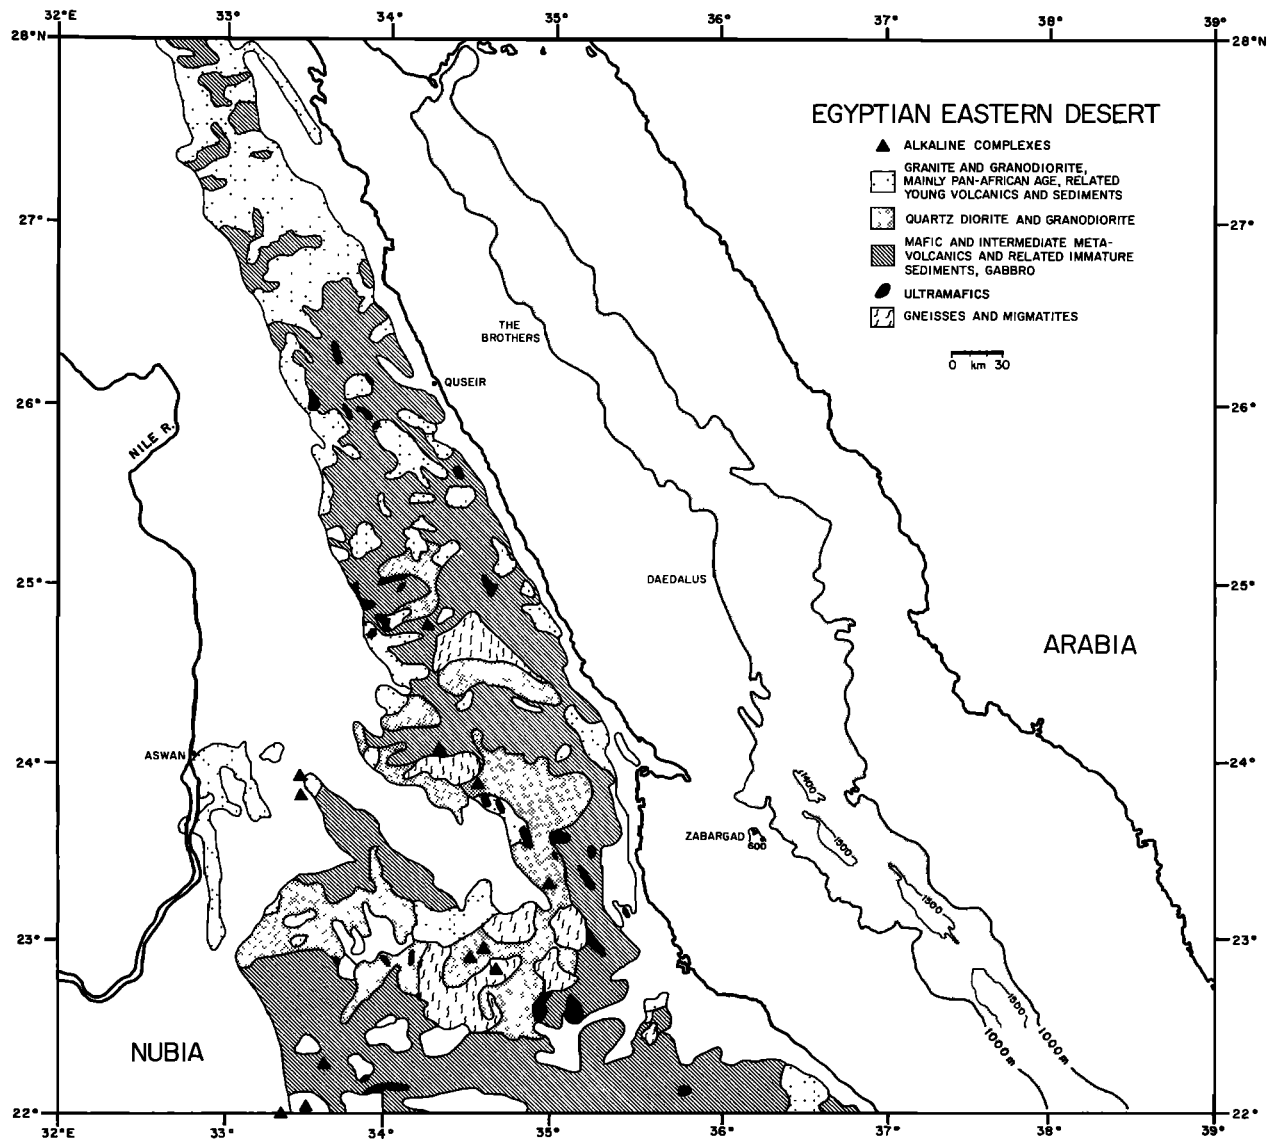 32°E
33°
34°
35°
36°
37°
38°
39°
28°N
28°N
EGYPTIAN EASTERN DESERT
ALKALINE COMPLEXES
GRANITE AND GRANODIORITE,
MAINLY PAN-AFRICAN AGE, RELATED
YOUNG VOLCANICS AND SEDIMENTS
QUARTZ DIORITE AND GRANODIORITE
MAFIC AND INTERMEDIATE META-
VOLCANICS AND RELATED IMMATURE
SEDIMENTS, GABBRO
ULTRAMAFICS
GNEISSES AND MIGMATITES
0 km 30
27°
27°
THE
BROTHERS
QUSEIR
26°
26°
NILE R.
25°
25°
DAEDALUS
ARABIA
ASWAN
24°
24°
1400
ZABARGAD
600
1500
1500
23°
23°
1500
1000m
1000m
NUBIA
22°
22°
32°E
33°
34°
35°
36°
37°
38°
39°